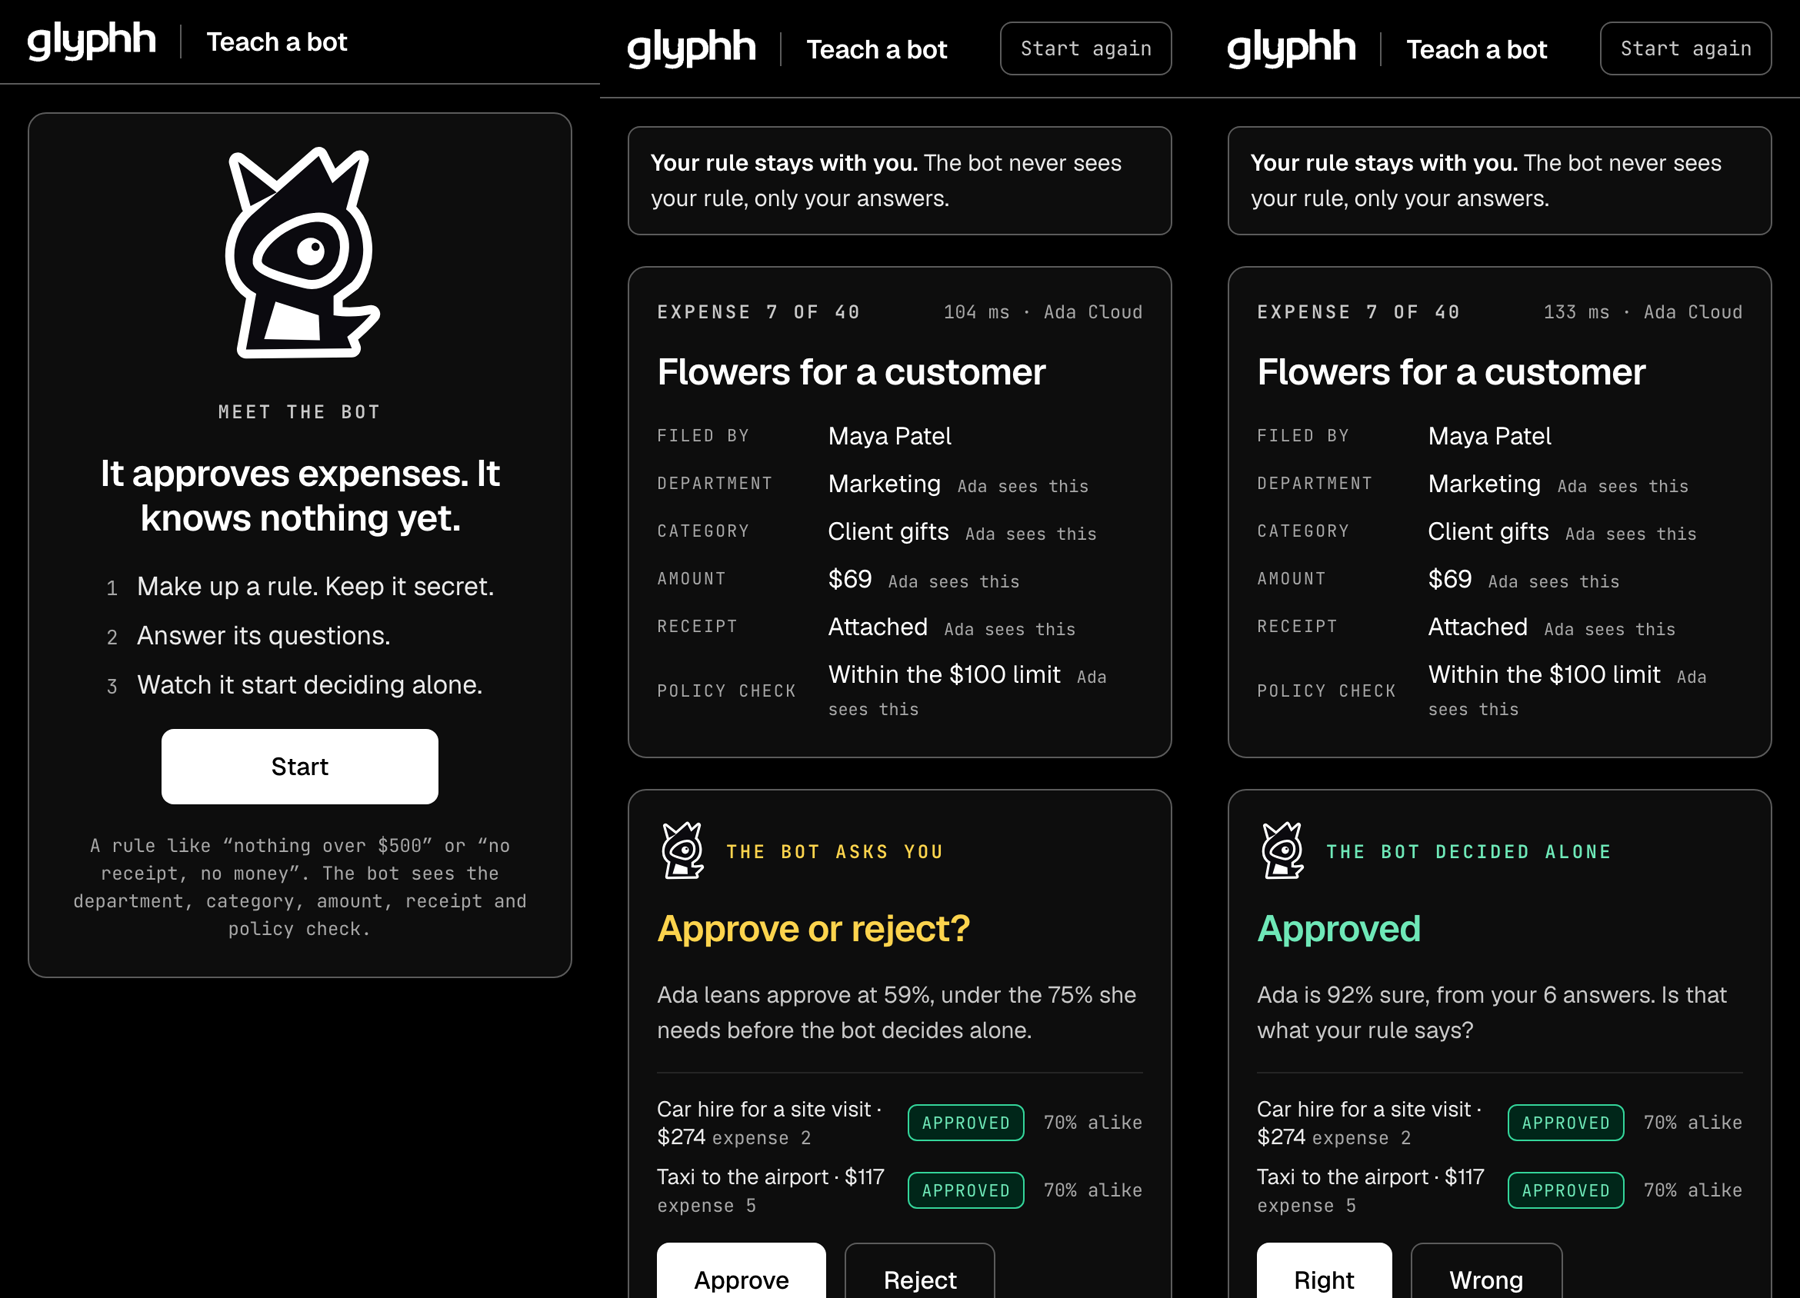 glyphh
Teach a bot
MEET THE BOT
It approves expenses. It
knows nothing yet.
1 Make up a rule. Keep it secret.
2 Answer its questions.
3 Watch it start deciding alone.
Start
A rule like “nothing over $500” or “no
receipt, no money”. The bot sees the
department, category, amount, receipt and
policy check.
glyphh
Teach a bot
Start again
Your rule stays with you. The bot never sees
your rule, only your answers.
EXPENSE 7 OF 40
104 ms · Ada Cloud
Flowers for a customer
FILED BY Maya Patel
DEPARTMENT Marketing Ada sees this
CATEGORY Client gifts Ada sees this
AMOUNT $69 Ada sees this
RECEIPT Attached Ada sees this
POLICY CHECK Within the $100 limit Ada
sees this
THE BOT ASKS YOU
Approve or reject?
Ada leans approve at 59%, under the 75% she
needs before the bot decides alone.
Car hire for a site visit ·
$274 expense 2
APPROVED 70% alike
Taxi to the airport · $117
expense 5
APPROVED 70% alike
Approve
Reject
glyphh
Teach a bot
Start again
Your rule stays with you. The bot never sees
your rule, only your answers.
EXPENSE 7 OF 40
133 ms · Ada Cloud
Flowers for a customer
FILED BY Maya Patel
DEPARTMENT Marketing Ada sees this
CATEGORY Client gifts Ada sees this
AMOUNT $69 Ada sees this
RECEIPT Attached Ada sees this
POLICY CHECK Within the $100 limit Ada
sees this
THE BOT DECIDED ALONE
Approved
Ada is 92% sure, from your 6 answers. Is that
what your rule says?
Car hire for a site visit ·
$274 expense 2
APPROVED 70% alike
Taxi to the airport · $117
expense 5
APPROVED 70% alike
Right
Wrong